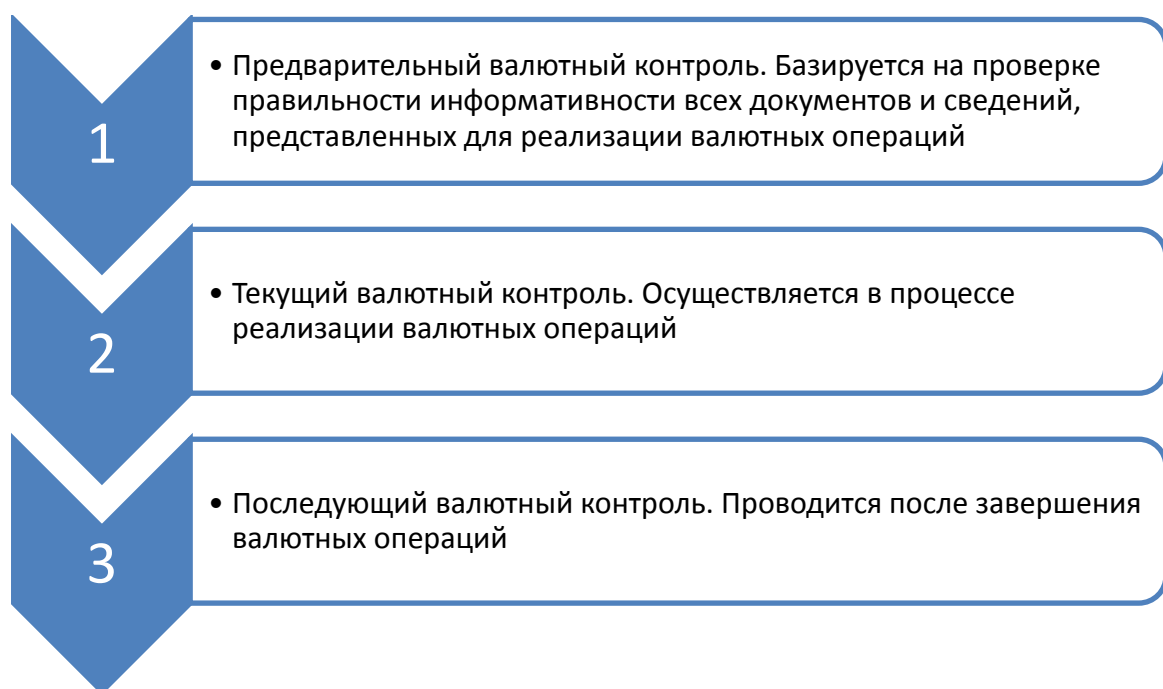 1
• Предварительный валютный контроль. Базируется на проверке
правильности информативности всех документов и сведений,
представленных для реализации валютных операций
2
• Текущий валютный контроль. Осуществляется в процессе
реализации валютных операций
3
• Последующий валютный контроль. Проводится после завершения
валютных операций